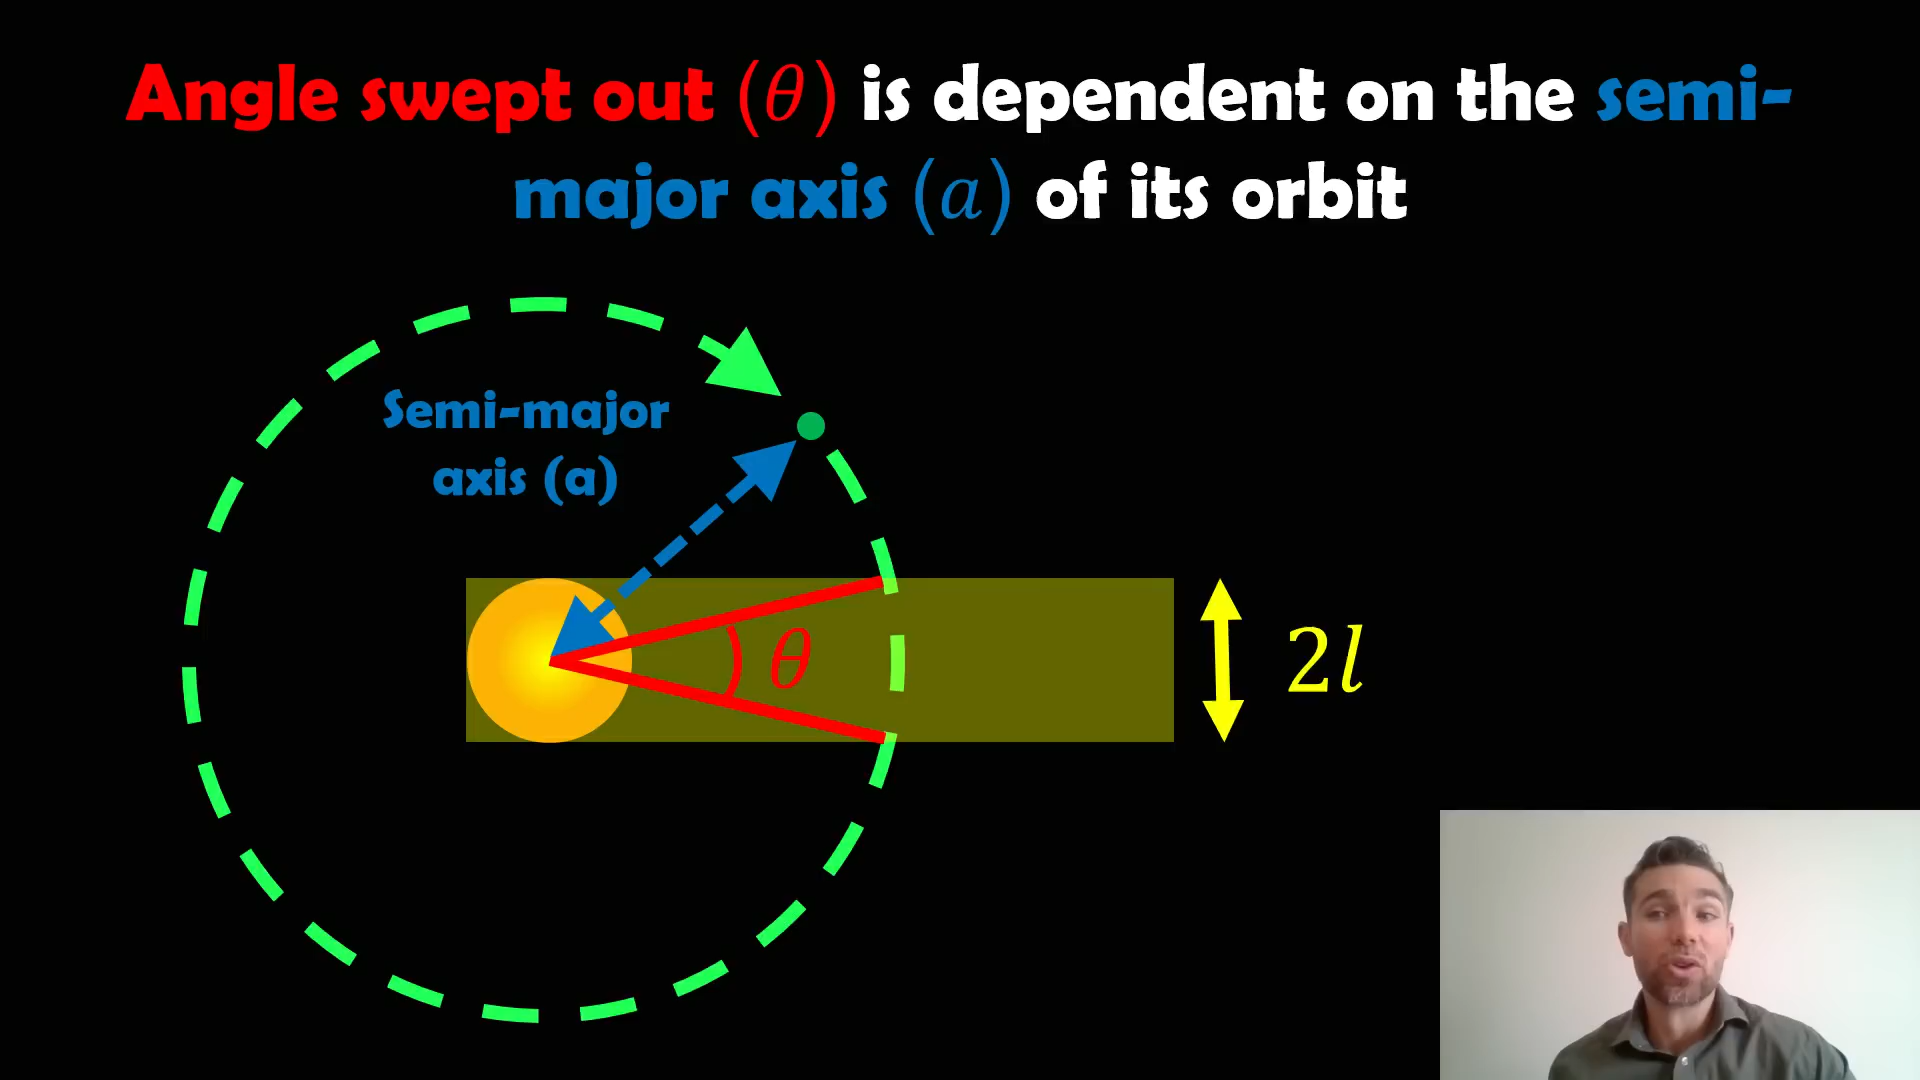 Angle swept out (θ) is dependent on the semi-
major axis (a) of its orbit
Semi-major
axis (a)
θ
2l